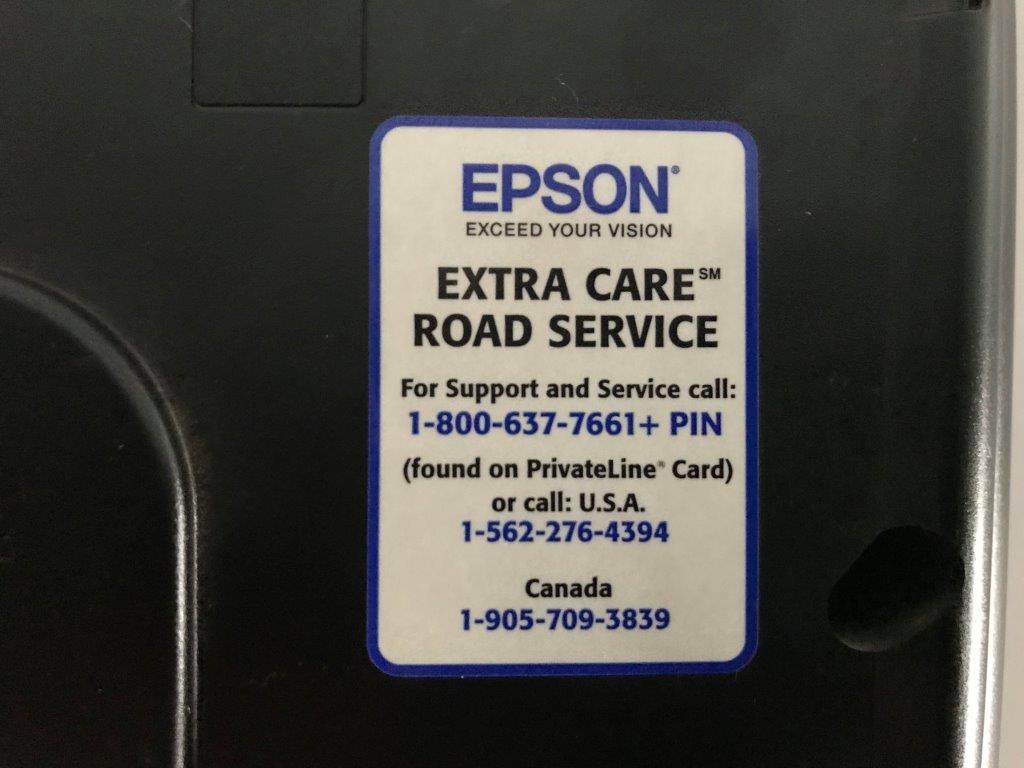 EPSON®
EXCEED YOUR VISION
EXTRA CARE℠
ROAD SERVICE
For Support and Service call:
1-800-637-7661+ PIN
(found on PrivateLine® Card)
or call: U.S.A.
1-562-276-4394
Canada
1-905-709-3839